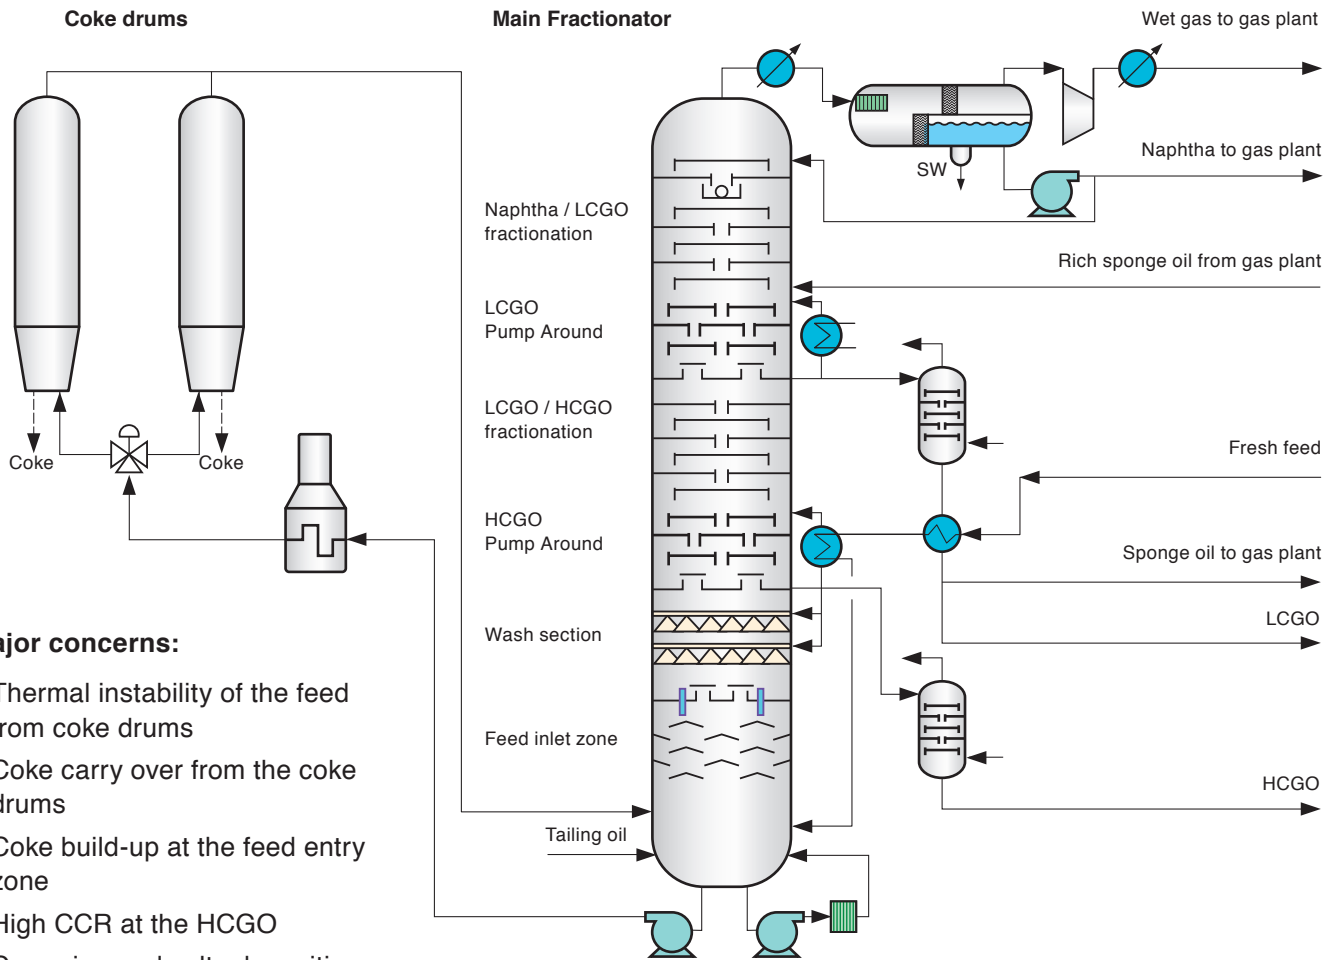 Coke drums
Main Fractionator
Wet gas to gas plant
SW
Naphtha to gas plant
Naphtha / LCGO
fractionation
Rich sponge oil from gas plant
LCGO
Pump Around
LCGO / HCGO
fractionation
Coke
Coke
Fresh feed
HCGO
Pump Around
Sponge oil to gas plant
LCGO
Wash section
ajor concerns:
Thermal instability of the feed
rom coke drums
Coke carry over from the coke
drums
Coke build-up at the feed entry
zone
High CCR at the HCGO
Feed inlet zone
HCGO
Tailing oil